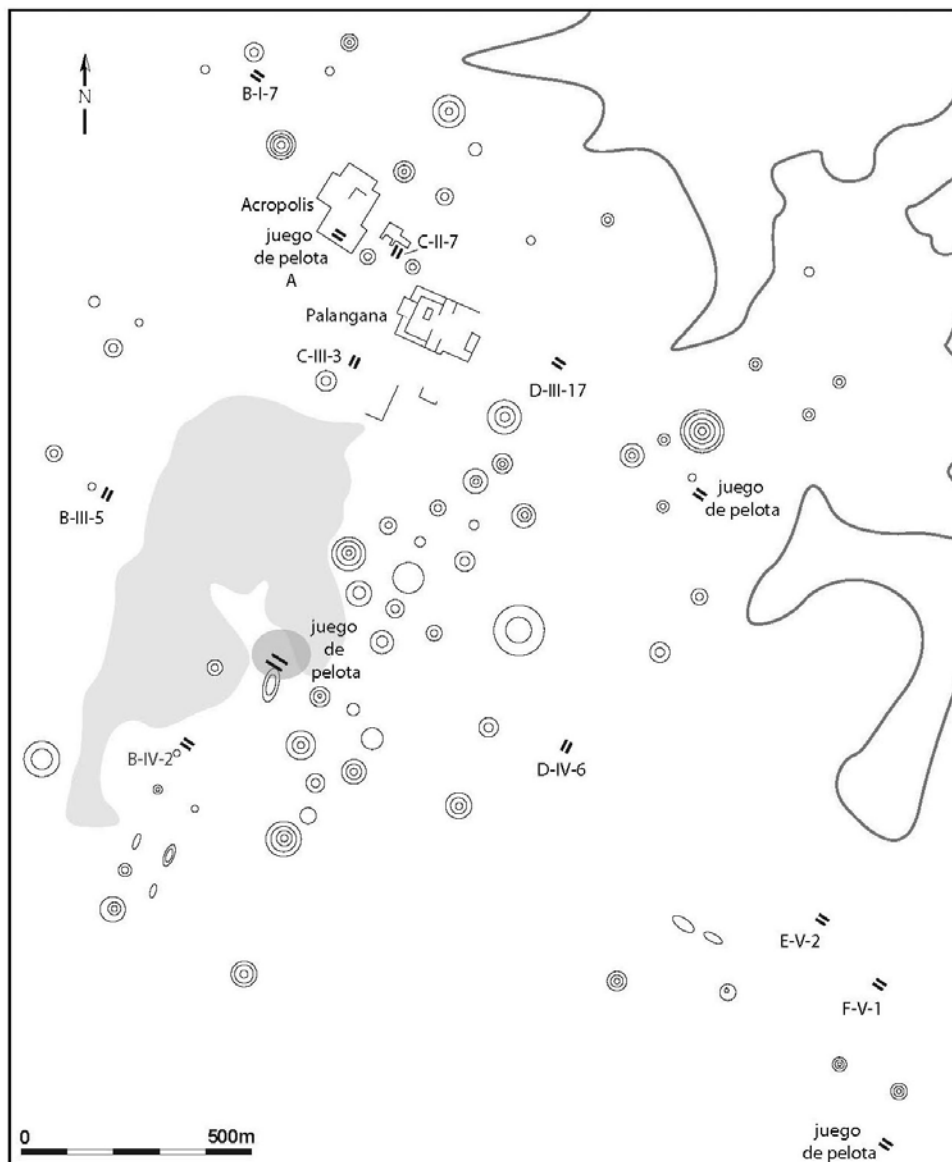 B-I-7
N
Acropolis
juego
de pelota
A
C-II-7
Palangana
C-III-3
D-III-17
B-III-5
juego
de pelota
juego
de
pelota
B-IV-2
D-IV-6
E-V-2
F-V-1
juego
de pelota
0 500m